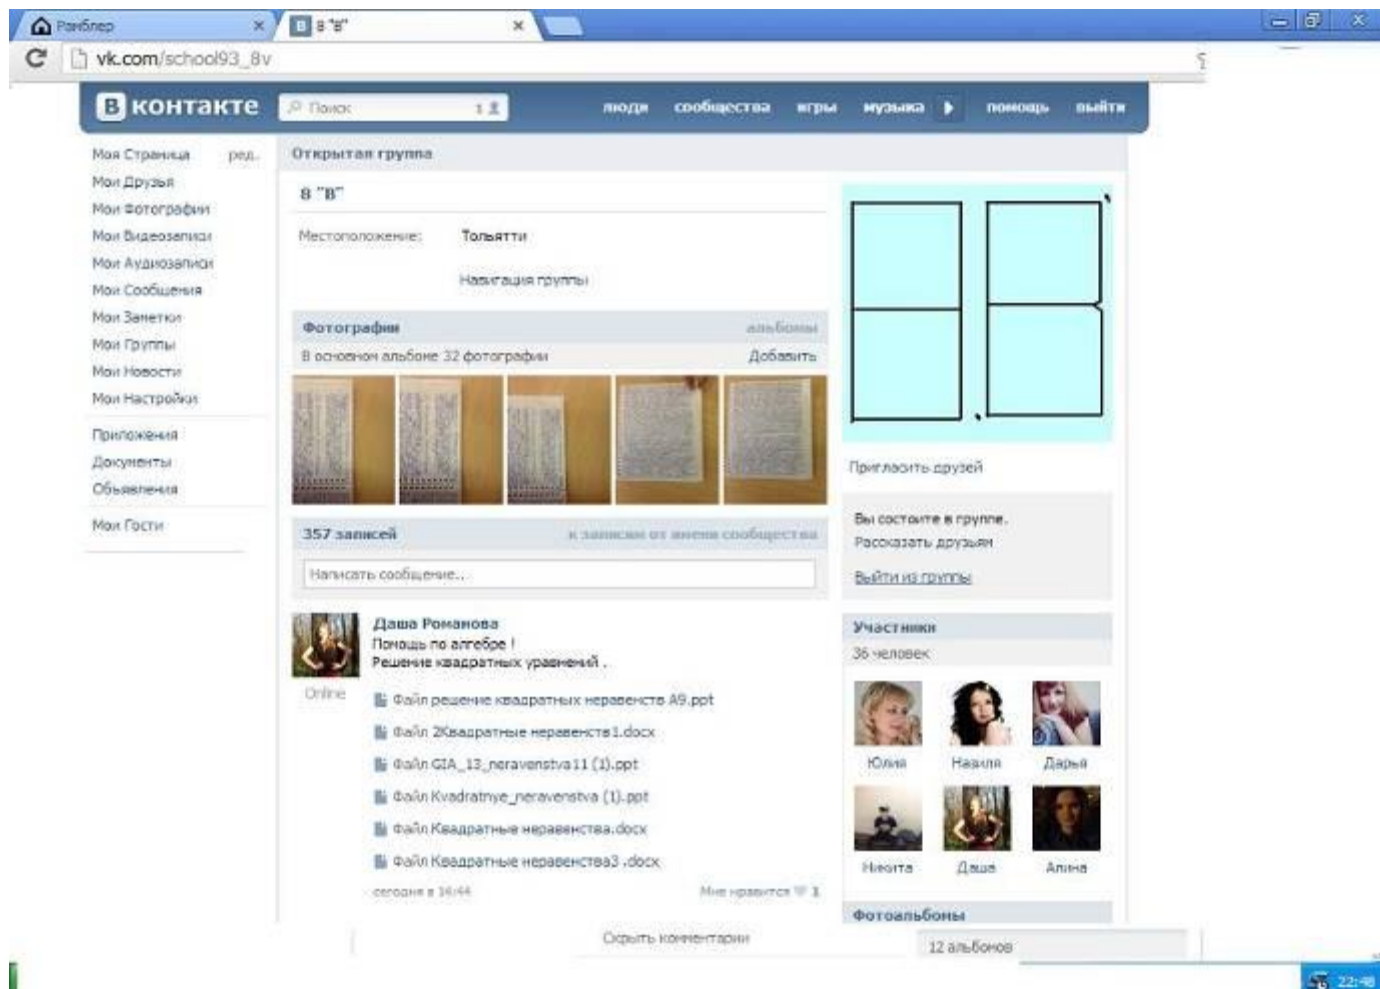 Рамблер
8 "В"
vk.com/school93_8v
В контакте
Поиск
1
люди сообщества игры музыка помощь выйти
Моя Страница ред.
Мои Друзья
Мои Фотографии
Мои Видеозаписи
Мои Аудиозаписи
Мои Сообщения
Мои Заметки
Мои Группы
Мои Новости
Мои Настройки
Приложения
Документы
Объявления
Мои Гости
Открытая группа
8 "В"
Местоположение: Тольятти
Навигация группы
Фотографии альбомы
В основном альбоме 32 фотографии Добавить
357 записей к записям от имени сообщества
Написать сообщение..
Даша Романова
Помощь по алгебре !
Решение квадратных уравнений .
Online
Файл решение квадратных неравенств А9.ppt
Файл 2Квадратные неравенств1.docx
Файл GIA_13_neravenstva11 (1).ppt
Файл Kvadratnye_neravenstva (1).ppt
Файл Квадратные неравенства.docx
Файл Квадратные неравенства3 .docx
сегодня в 16:44 Мне нравится 1
Скрыть комментарии
8.В
Пригласить друзей
Вы состоите в группе.
Рассказать друзьям
Выйти из группы
Участники
36 человек
Юлия Назиля Дарья
Никита Даша Алина
Фотоальбомы
12 альбомов
22:48